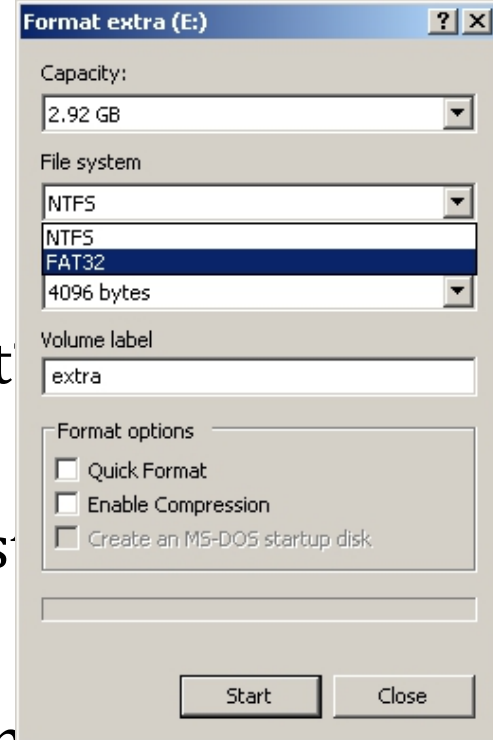 Format extra (E:)
Capacity:
2.92 GB
File system
NTFS
NTFS
FAT32
4096 bytes
Volume label
extra
Format options
Quick Format
Enable Compression
Create an MS-DOS startup disk
Start Close